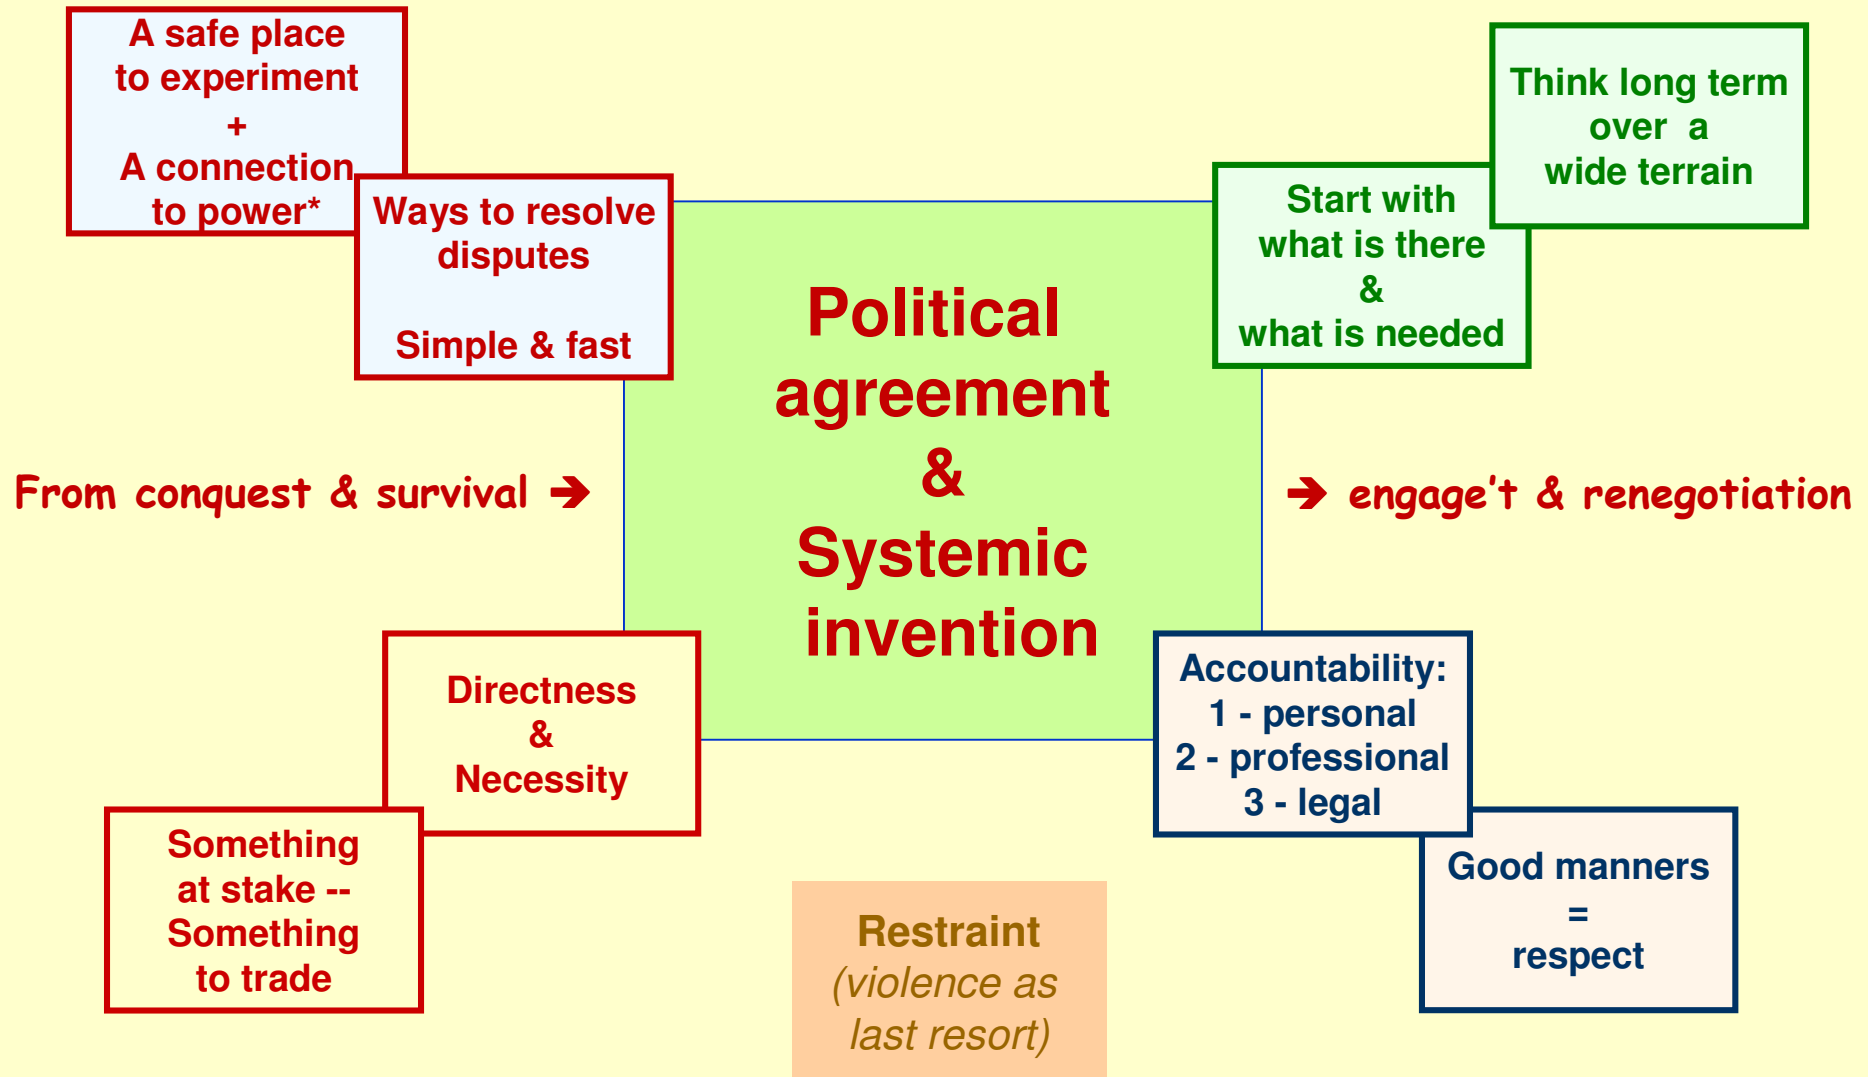 A safe place
to experiment
+
A connection
to power*
Ways to resolve
disputes
Simple & fast
Think long term
over a
wide terrain
Start with
what is there
&
what is needed
Political
agreement
&
Systemic
invention
From conquest & survival ➔
➔ engage't & renegotiation
Directness
&
Necessity
Something
at stake --
Something
to trade
Accountability:
1 - personal
2 - professional
3 - legal
Good manners
=
respect
Restraint
(violence as
last resort)